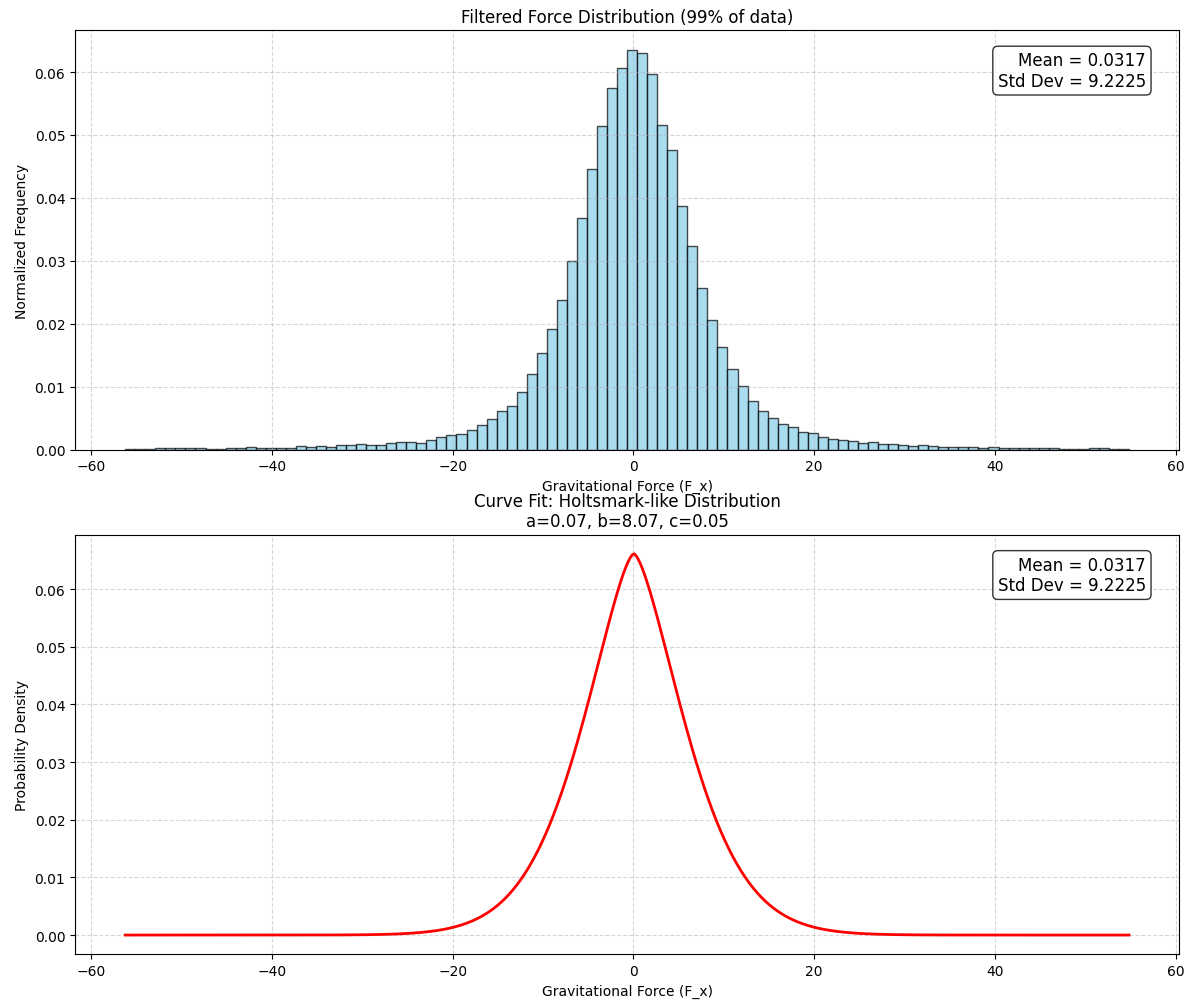 Filtered Force Distribution (99% of data)
Mean = 0.0317
Std Dev = 9.2225
Normalized Frequency
0.06
0.05
0.04
0.03
0.02
0.01
0.00
−60 −40 −20 0 20 40 60
Gravitational Force (F_x)
Curve Fit: Holtsmark-like Distribution
a=0.07, b=8.07, c=0.05
Mean = 0.0317
Std Dev = 9.2225
Probability Density
0.06
0.05
0.04
0.03
0.02
0.01
0.00
−60 −40 −20 0 20 40 60
Gravitational Force (F_x)